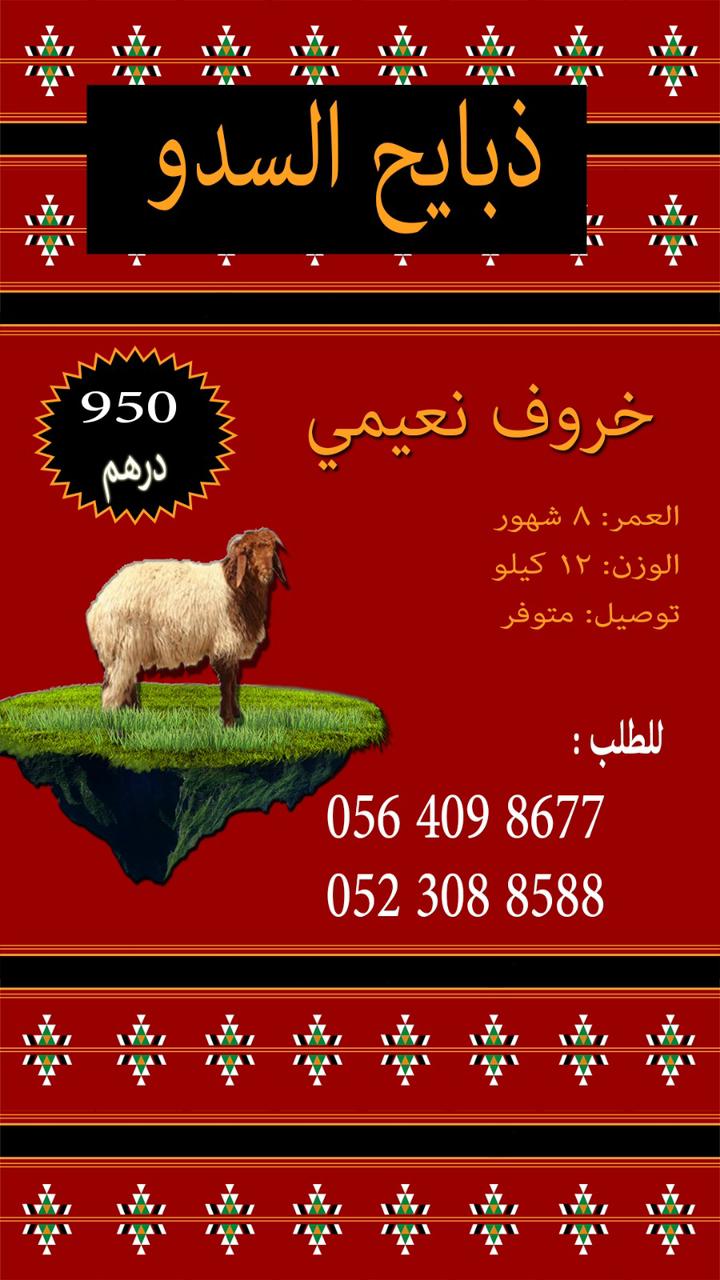 ذبايح السدو
950
درهم
خروف نعيمي
العمر: ٨ شهور
الوزن: ١٢ كيلو
توصيل: متوفر
للطلب :
056 409 8677
052 308 8588